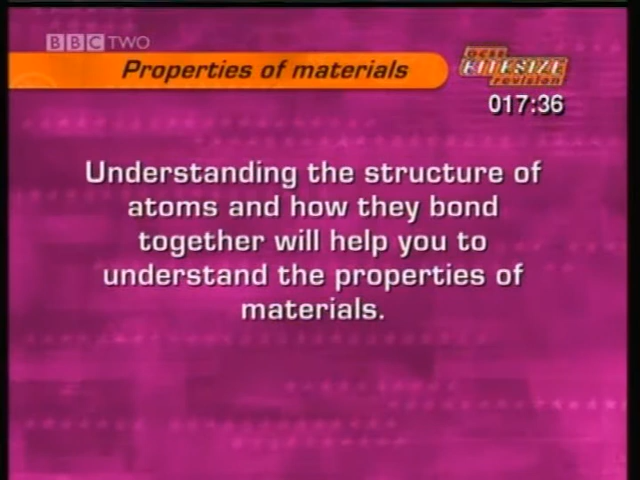 BBC TWO
Properties of materials
GCSE
BITESIZE
revision
017:36
Understanding the structure of
atoms and how they bond
together will help you to
understand the properties of
materials.